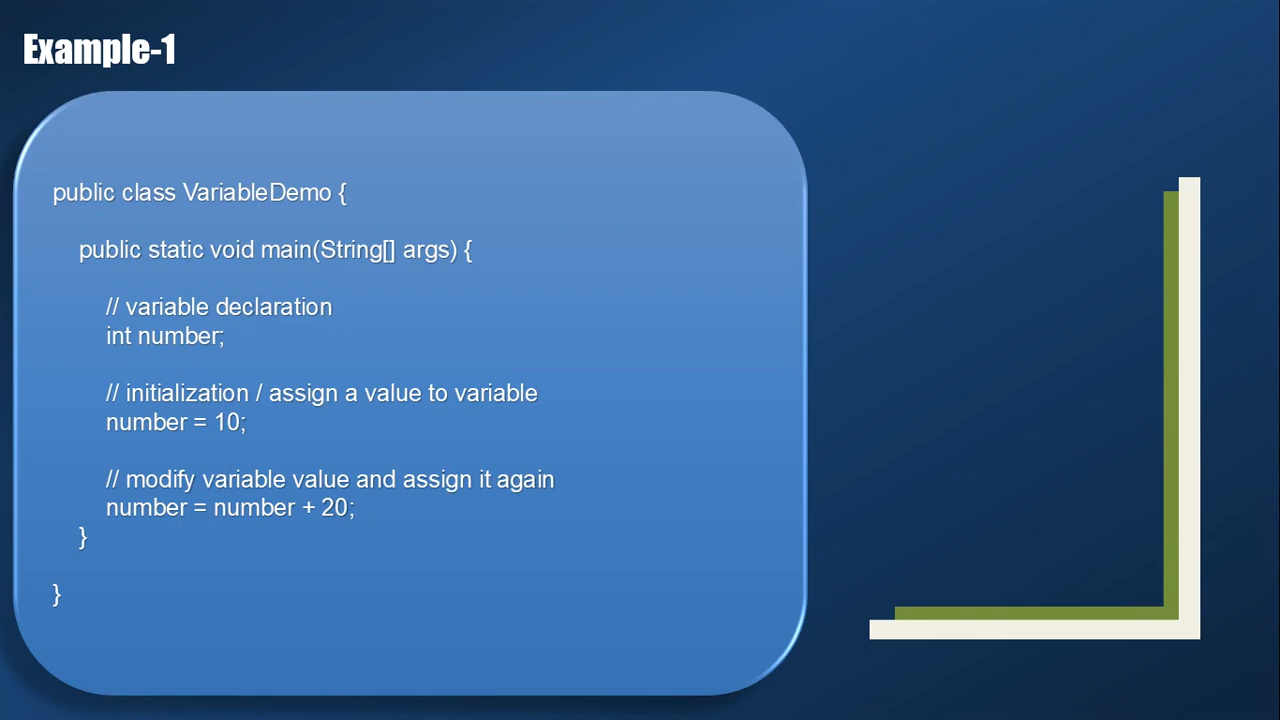 Example-1
public class VariableDemo {
public static void main(String[] args) {
// variable declaration
int number;
// initialization / assign a value to variable
number = 10;
// modify variable value and assign it again
number = number + 20;
}
}